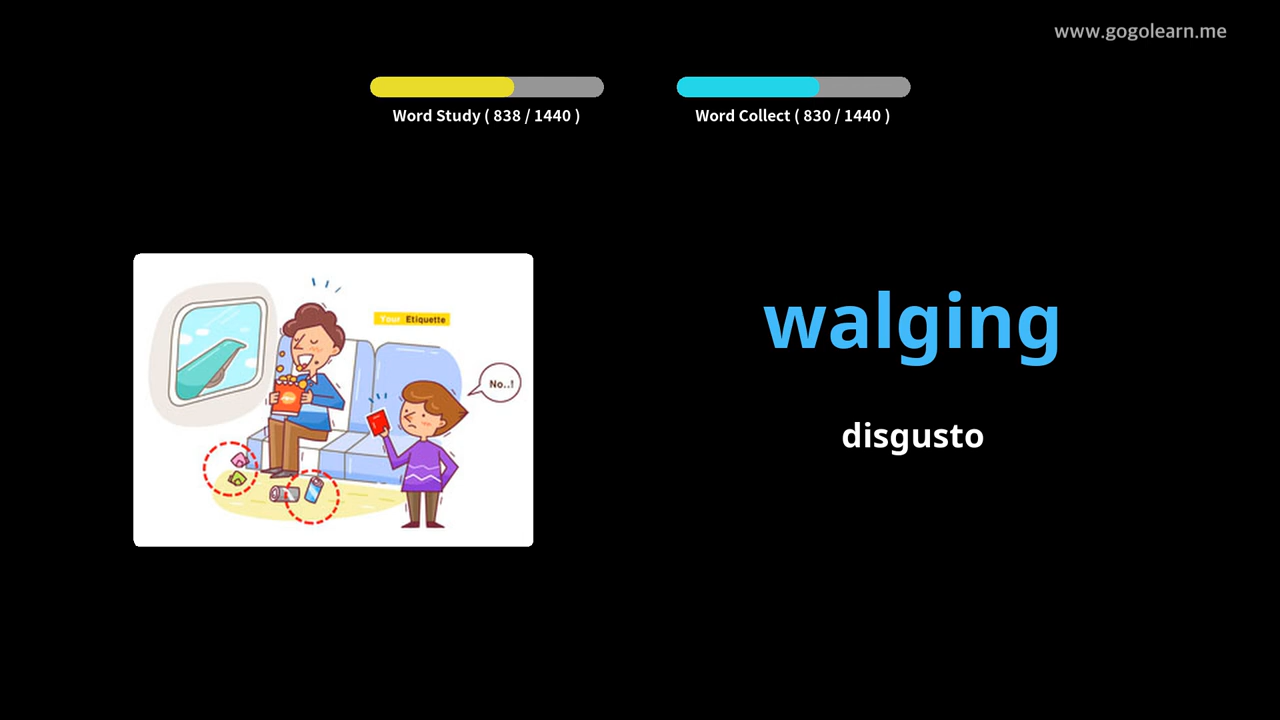 www.gogolearn.me
Word Study ( 838 / 1440 )
Word Collect ( 830 / 1440 )
Your Etiquette
No..!
walging
disgusto